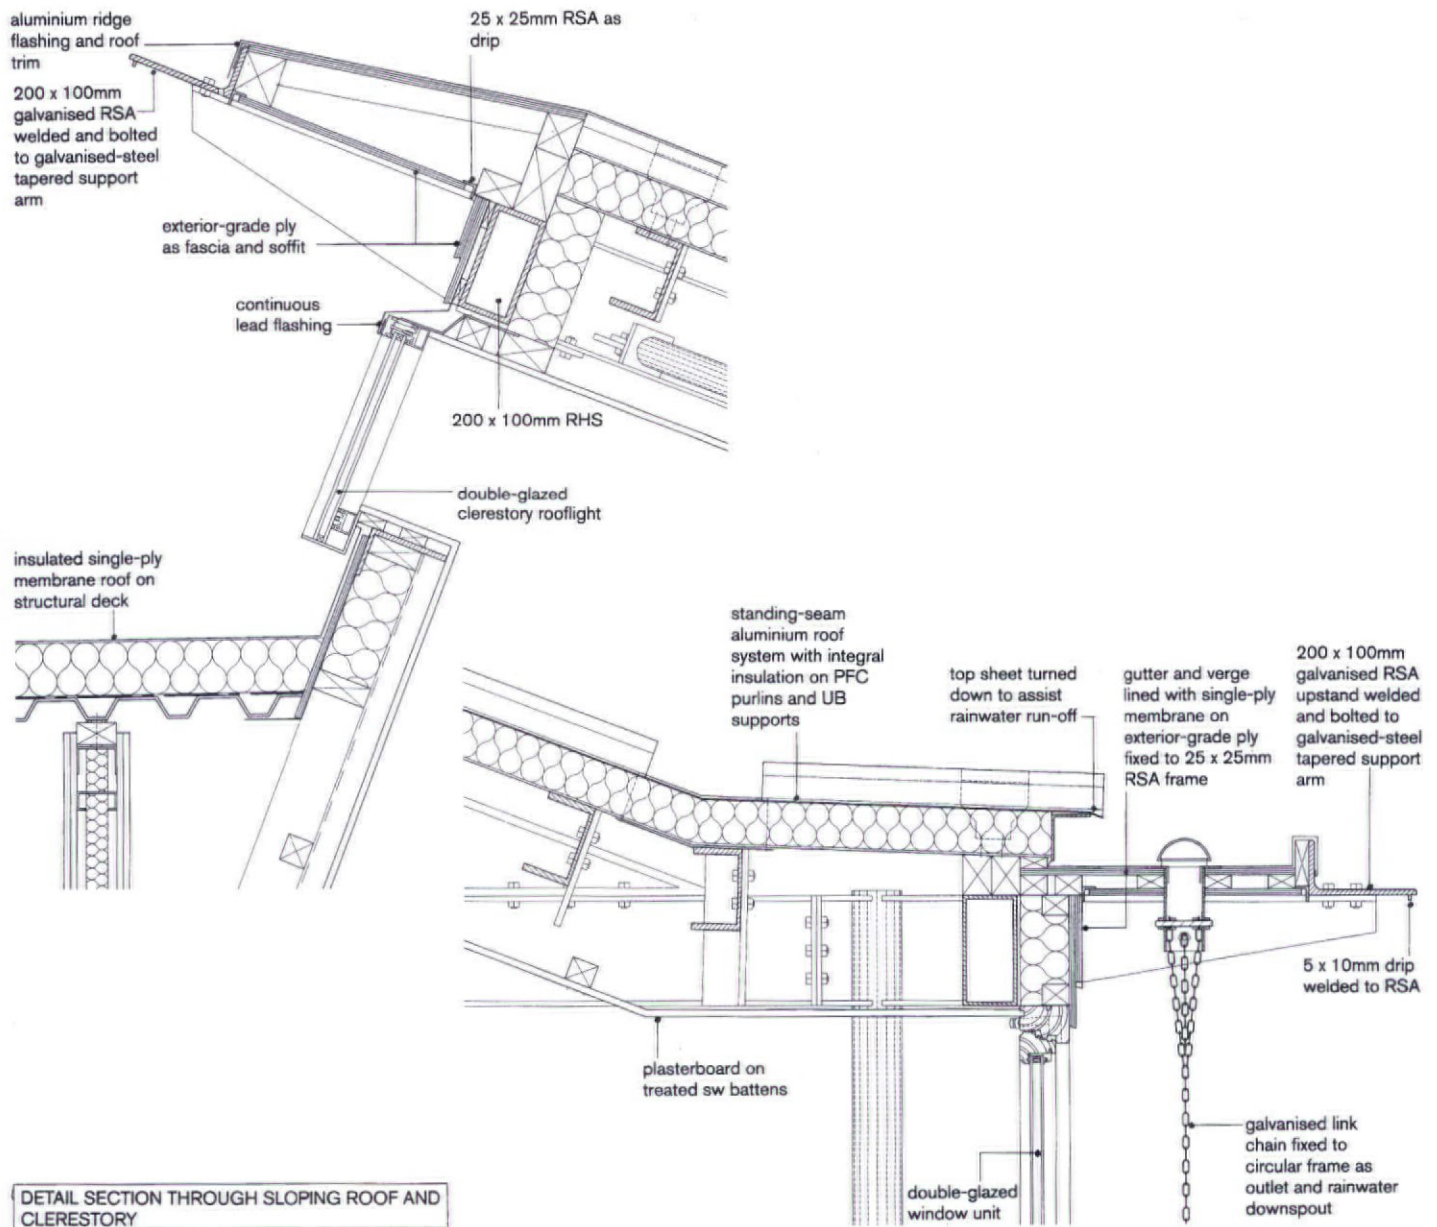 aluminium ridge
flashing and roof
trim
25 x 25mm RSA as
drip
200 x 100mm
galvanised RSA
welded and bolted
to galvanised-steel
tapered support
arm
exterior-grade ply
as fascia and soffit
continuous
lead flashing
200 x 100mm RHS
double-glazed
clerestory rooflight
insulated single-ply
membrane roof on
structural deck
standing-seam
aluminium roof
system with integral
insulation on PFC
purlins and UB
supports
top sheet turned
down to assist
rainwater run-off
gutter and verge
lined with single-ply
membrane on
exterior-grade ply
fixed to 25 x 25mm
RSA frame
200 x 100mm
galvanised RSA
upstand welded
and bolted to
galvanised-steel
tapered support
arm
5 x 10mm drip
welded to RSA
plasterboard on
treated sw battens
galvanised link
chain fixed to
circular frame as
outlet and rainwater
downspout
double-glazed
window unit
DETAIL SECTION THROUGH SLOPING ROOF AND
CLERESTORY